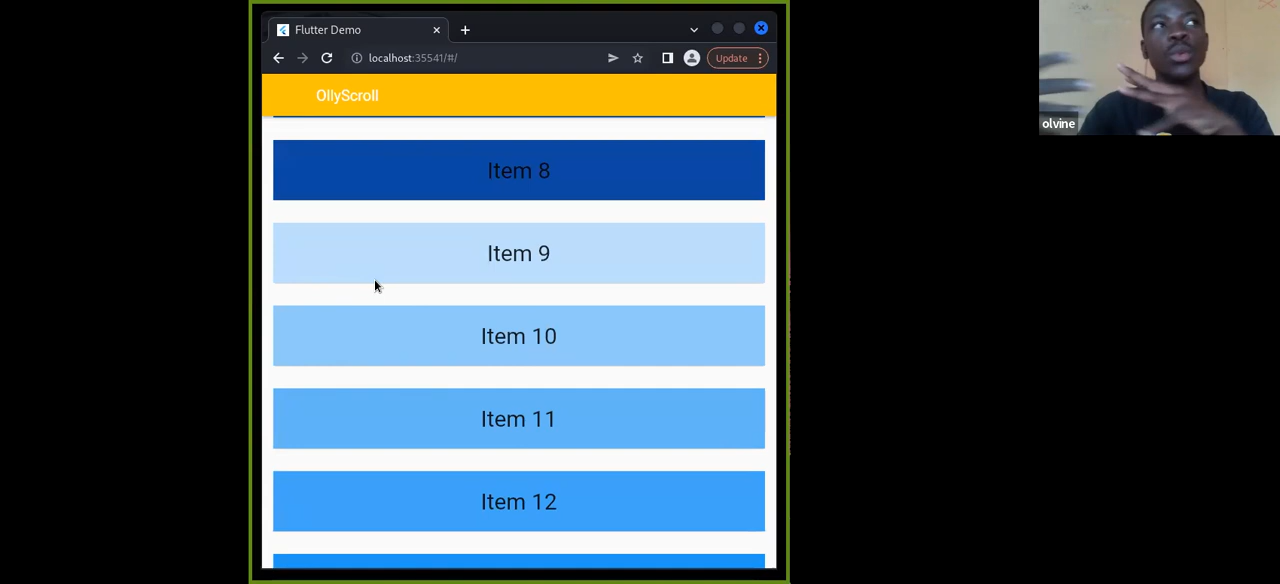 Flutter Demo
localhost:35541/#/
Update
OllyScroll
Item 8
Item 9
Item 10
Item 11
Item 12
olvine